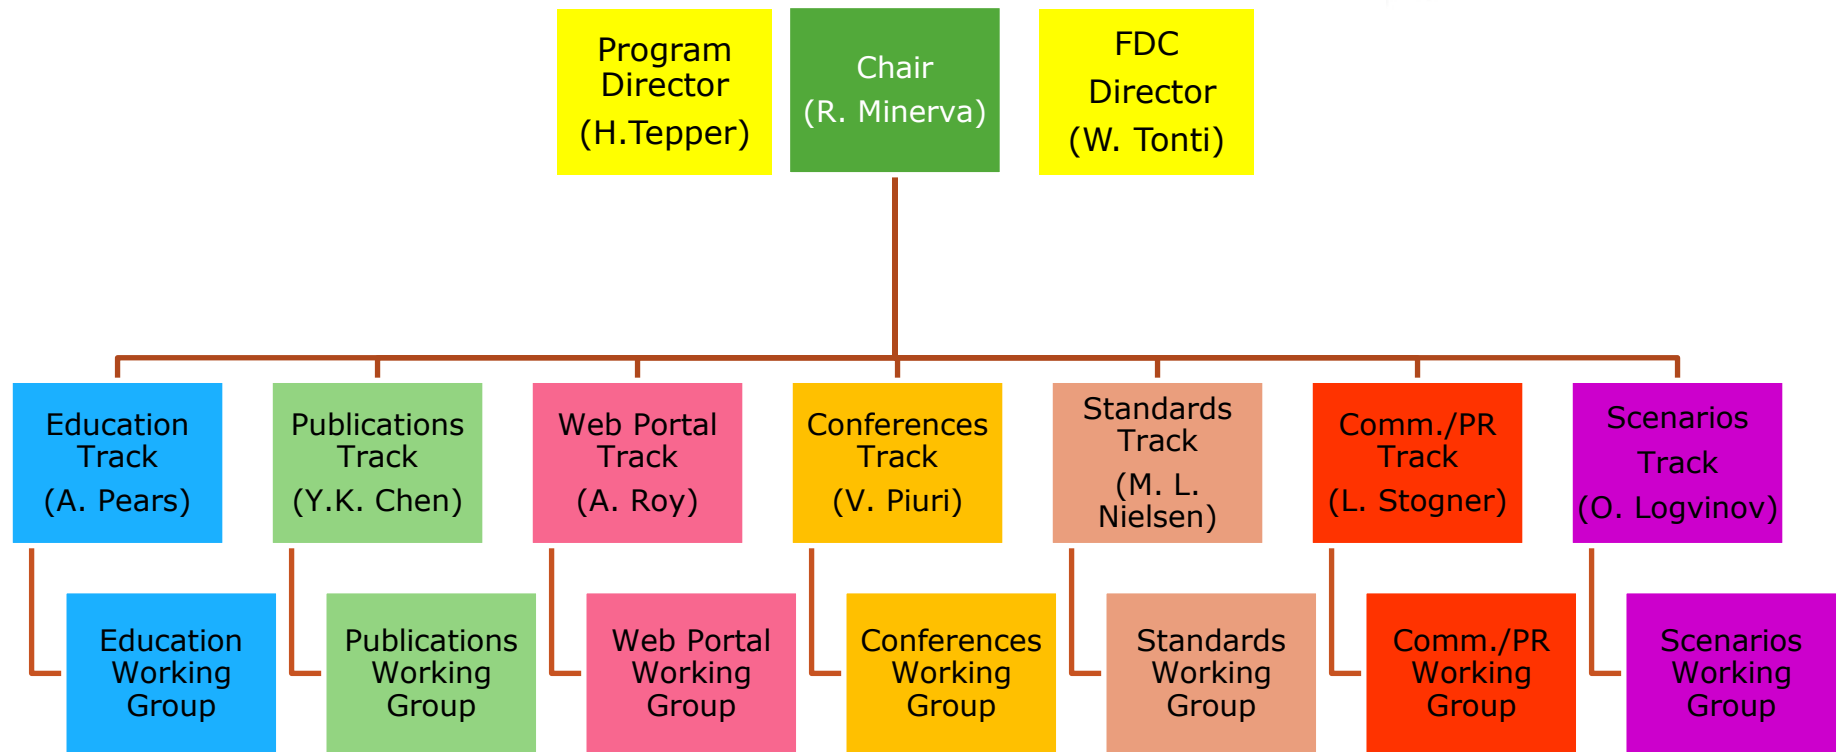 Program
Director
(H.Tepper)
Chair
(R. Minerva)
FDC
Director
(W. Tonti)
Education
Track
(A. Pears)
Publications
Track
(Y.K. Chen)
Web Portal
Track
(A. Roy)
Conferences
Track
(V. Piuri)
Standards
Track
(M. L.
Nielsen)
Comm./PR
Track
(L. Stogner)
Scenarios
Track
(O. Logvinov)
Education
Working
Group
Publications
Working
Group
Web Portal
Working
Group
Conferences
Working
Group
Standards
Working
Group
Comm./PR
Working
Group
Scenarios
Working
Group